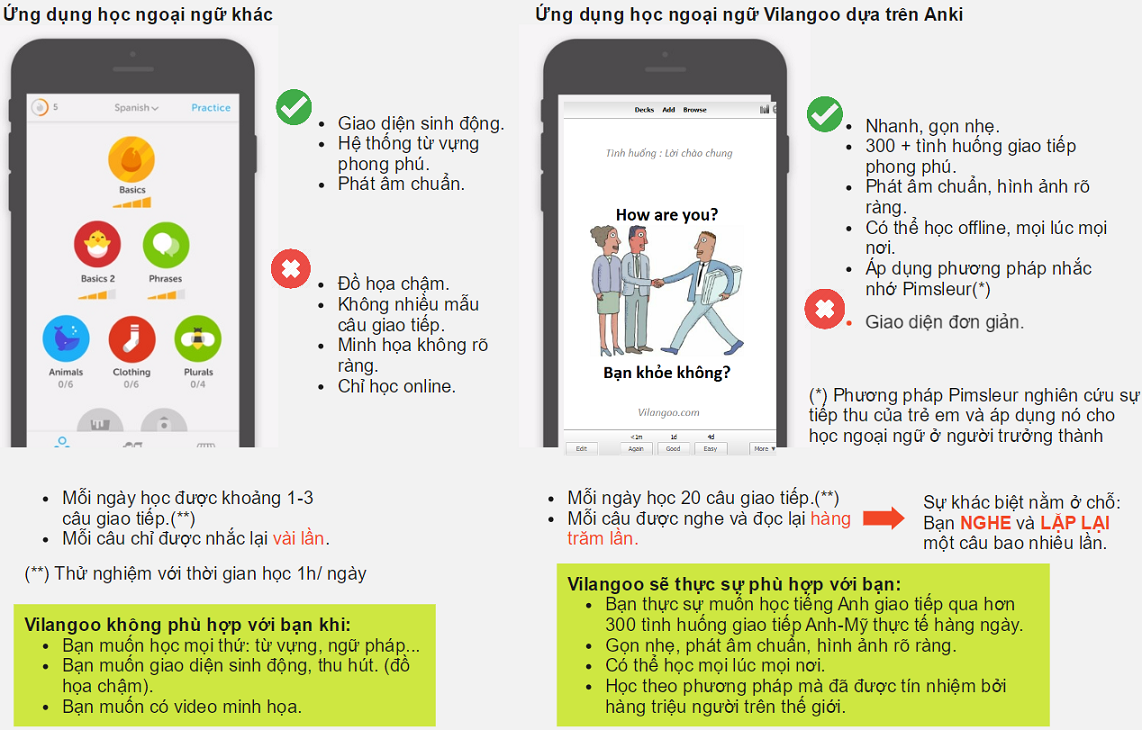 Ứng dụng học ngoại ngữ khác
5
Spanish
Practice
Basics
Basics 2
Phrases
Animals
0/6
Clothing
0/6
Plurals
0/4
Giao diện sinh động.
Hệ thống từ vựng
phong phú.
Phát âm chuẩn.
Đồ họa chậm.
Không nhiều mẫu
câu giao tiếp.
Minh họa không rõ
ràng.
Chỉ học online.
Mỗi ngày học được khoảng 1-3
câu giao tiếp.(**)
Mỗi câu chỉ được nhắc lại vài lần.
(**) Thử nghiệm với thời gian học 1h/ ngày
Vilangoo không phù hợp với bạn khi:
Bạn muốn học mọi thứ: từ vựng, ngữ pháp...
Bạn muốn giao diện sinh động, thu hút. (đồ
họa chậm).
Bạn muốn có video minh họa.
Ứng dụng học ngoại ngữ Vilangoo dựa trên Anki
Decks Add Browse
Tình huống : Lời chào chung
How are you?
Bạn khỏe không?
Vilangoo.com
Edit
<1m
Again
1d
Good
4d
Easy
More ▾
Nhanh, gọn nhẹ.
300 + tình huống giao tiếp
phong phú.
Phát âm chuẩn, hình ảnh rõ
ràng.
Có thể học offline, mọi lúc mọi
nơi.
Áp dụng phương pháp nhắc
nhớ Pimsleur(*)
Giao diện đơn giản.
(*) Phương pháp Pimsleur nghiên cứu sự
tiếp thu của trẻ em và áp dụng nó cho
học ngoại ngữ ở người trưởng thành
Mỗi ngày học 20 câu giao tiếp.(**)
Mỗi câu được nghe và đọc lại hàng
trăm lần.
Sự khác biệt nằm ở chỗ:
Bạn NGHE và LẶP LẠI
một câu bao nhiêu lần.
Vilangoo sẽ thực sự phù hợp với bạn:
Bạn thực sự muốn học tiếng Anh giao tiếp qua hơn
300 tình huống giao tiếp Anh-Mỹ thực tế hàng ngày.
Gọn nhẹ, phát âm chuẩn, hình ảnh rõ ràng.
Có thể học mọi lúc mọi nơi.
Học theo phương pháp mà đã được tín nhiệm bởi
hàng triệu người trên thế giới.